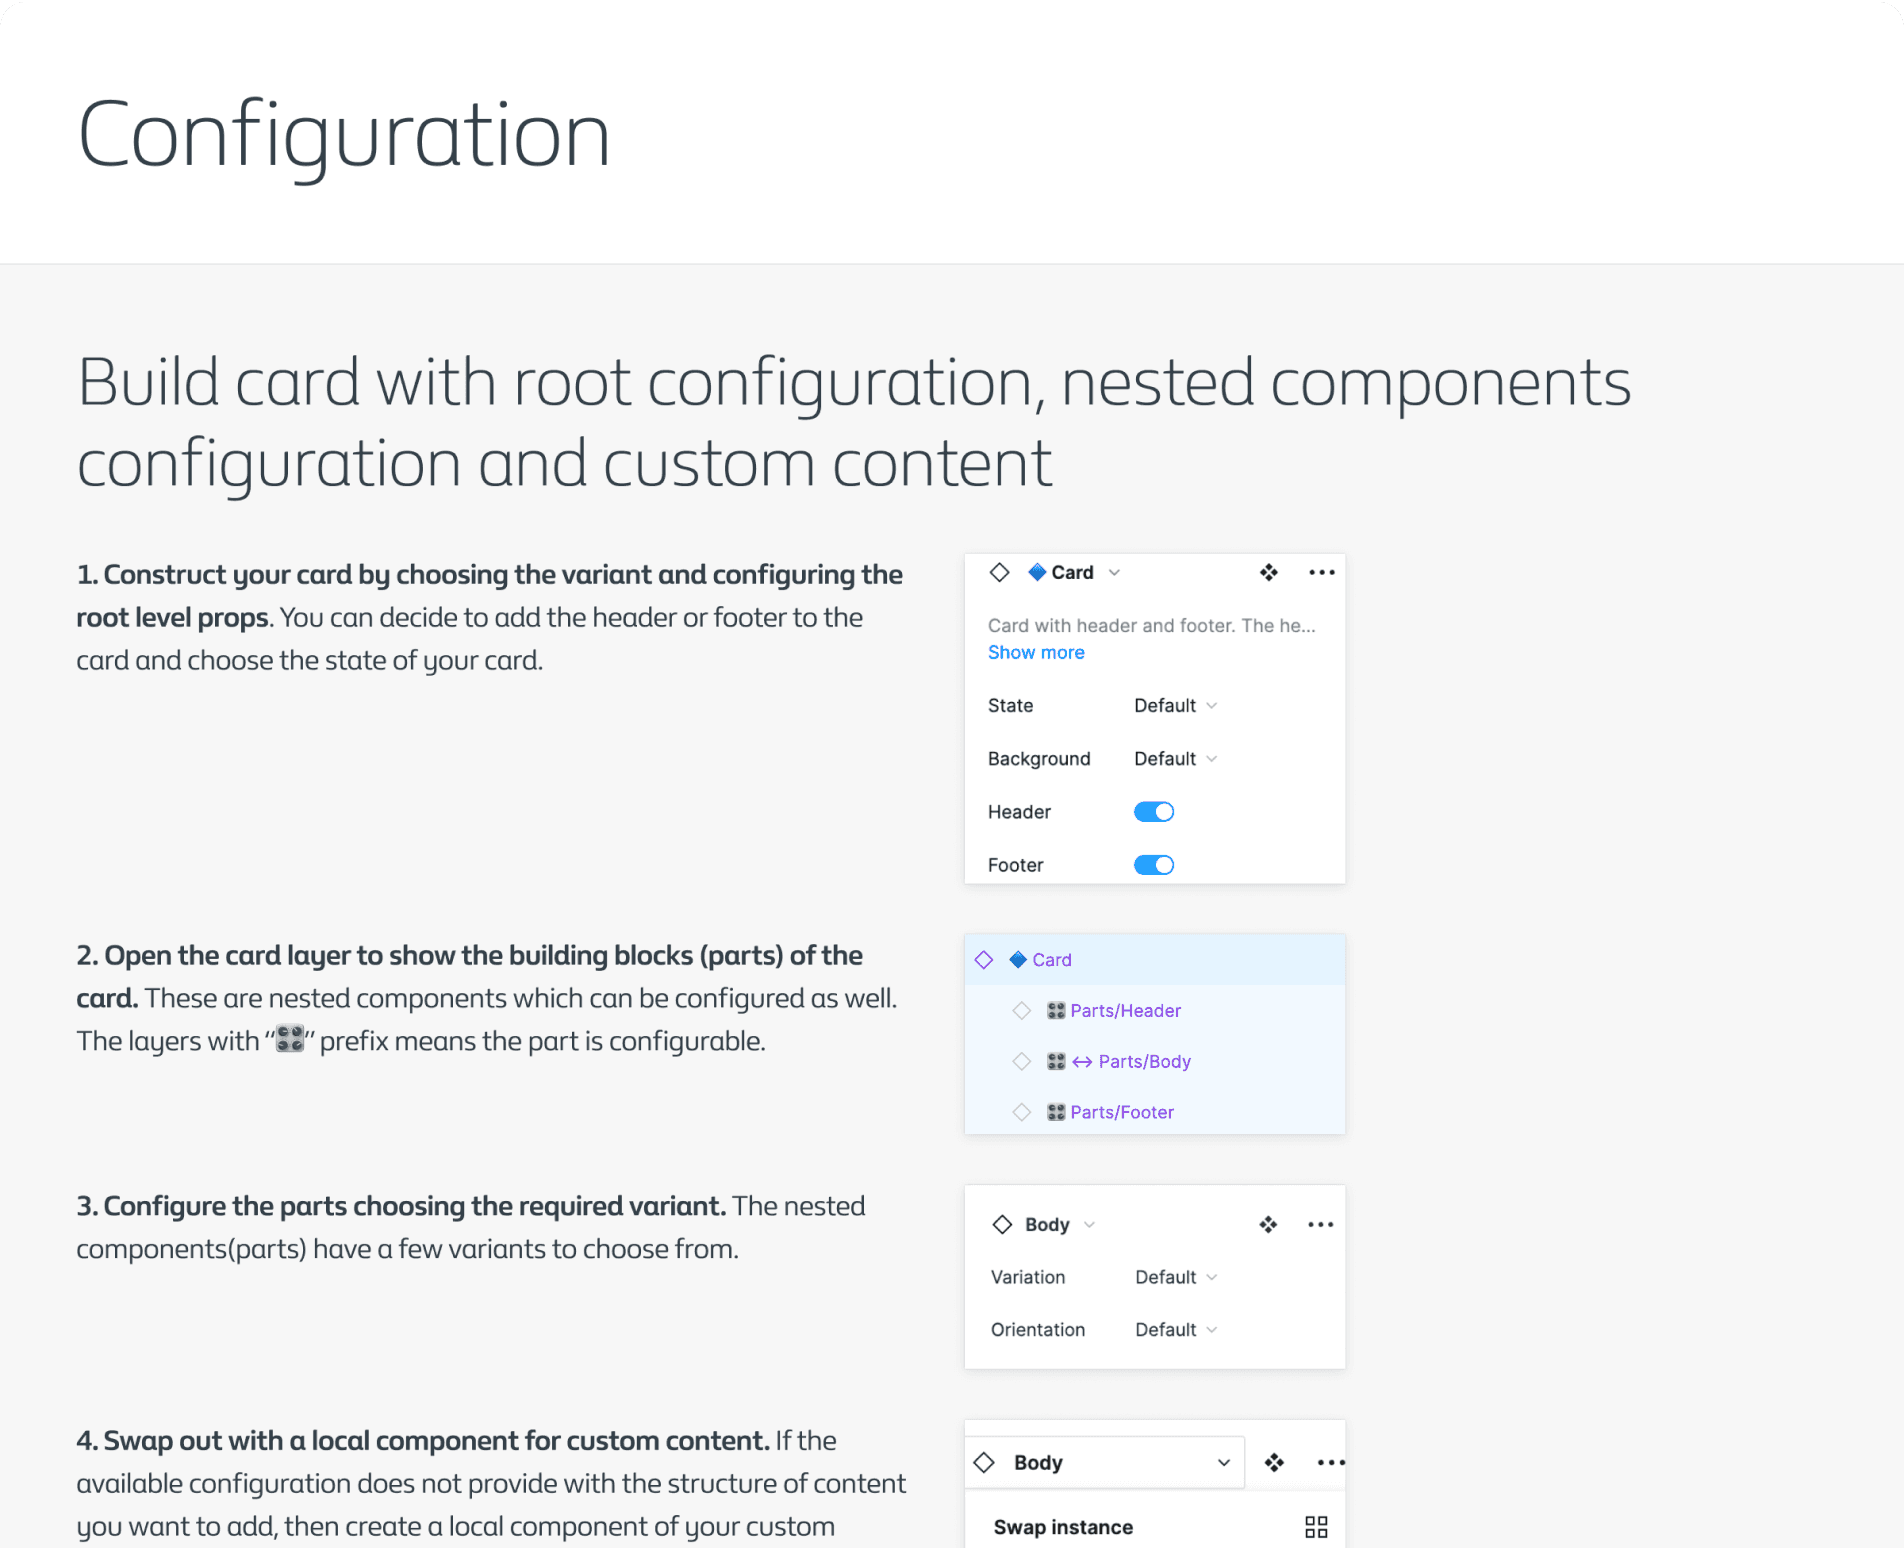 Configuration
Build card with root configuration, nested components
configuration and custom content
1. Construct your card by choosing the variant and configuring the
root level props. You can decide to add the header or footer to the
card and choose the state of your card.
Card
Card with header and footer. The he...
Show more
State Default
Background Default
Header
Footer
2. Open the card layer to show the building blocks (parts) of the
card. These are nested components which can be configured as well.
The layers with “🎛” prefix means the part is configurable.
Card
🎛 Parts/Header
🎛 ↔ Parts/Body
🎛 Parts/Footer
3. Configure the parts choosing the required variant. The nested
components(parts) have a few variants to choose from.
Body
Variation Default
Orientation Default
4. Swap out with a local component for custom content. If the
available configuration does not provide with the structure of content
you want to add, then create a local component of your custom
Body
Swap instance